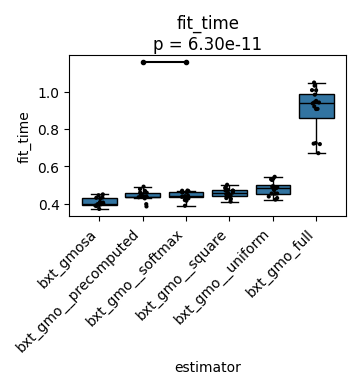 fit_time
p = 6.30e-11
fit_time
1.0
0.8
0.6
0.4
bxt_gmosa
bxt_gmo__precomputed
bxt_gmo__softmax
bxt_gmo__square
bxt_gmo__uniform
bxt_gmo_full
estimator